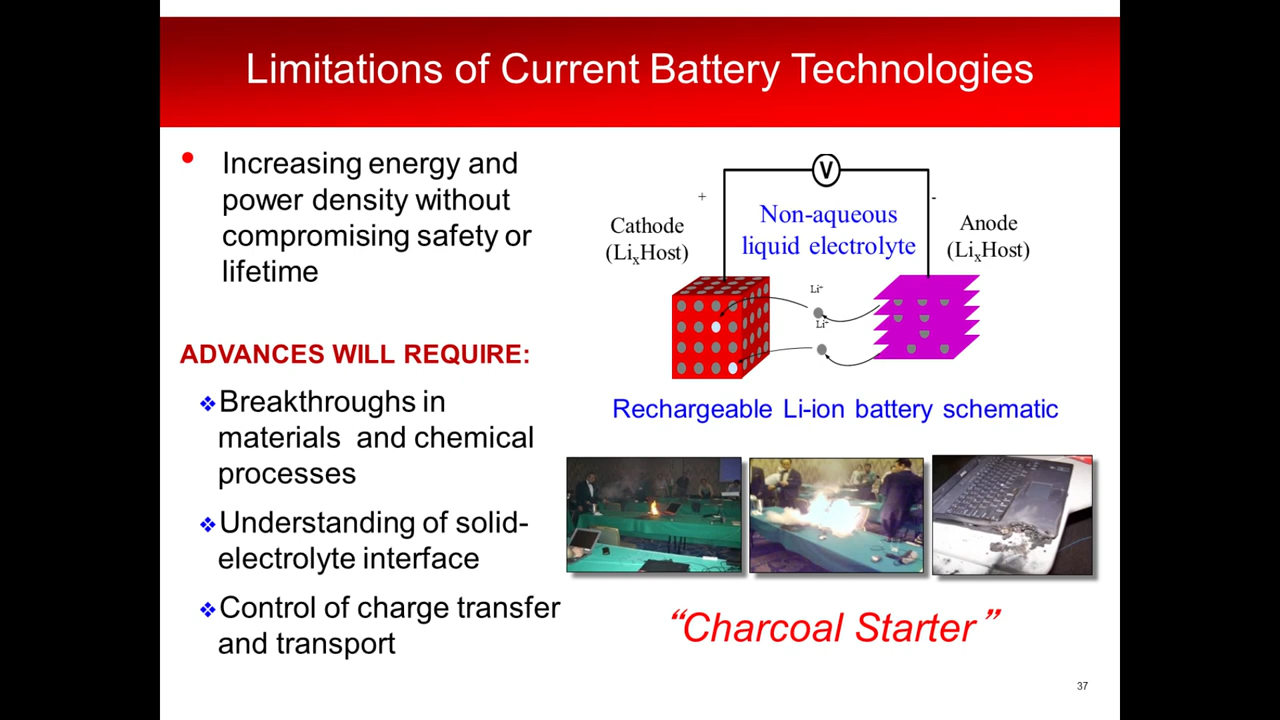 Limitations of Current Battery Technologies
• Increasing energy and
power density without
compromising safety or
lifetime
ADVANCES WILL REQUIRE:
❖Breakthroughs in
materials and chemical
processes
❖Understanding of solid-
electrolyte interface
❖Control of charge transfer
and transport
V
+
-
Cathode
(LixHost)
Non-aqueous
liquid electrolyte
Anode
(LixHost)
Li+
Li+
Rechargeable Li-ion battery schematic
“Charcoal Starter”
37